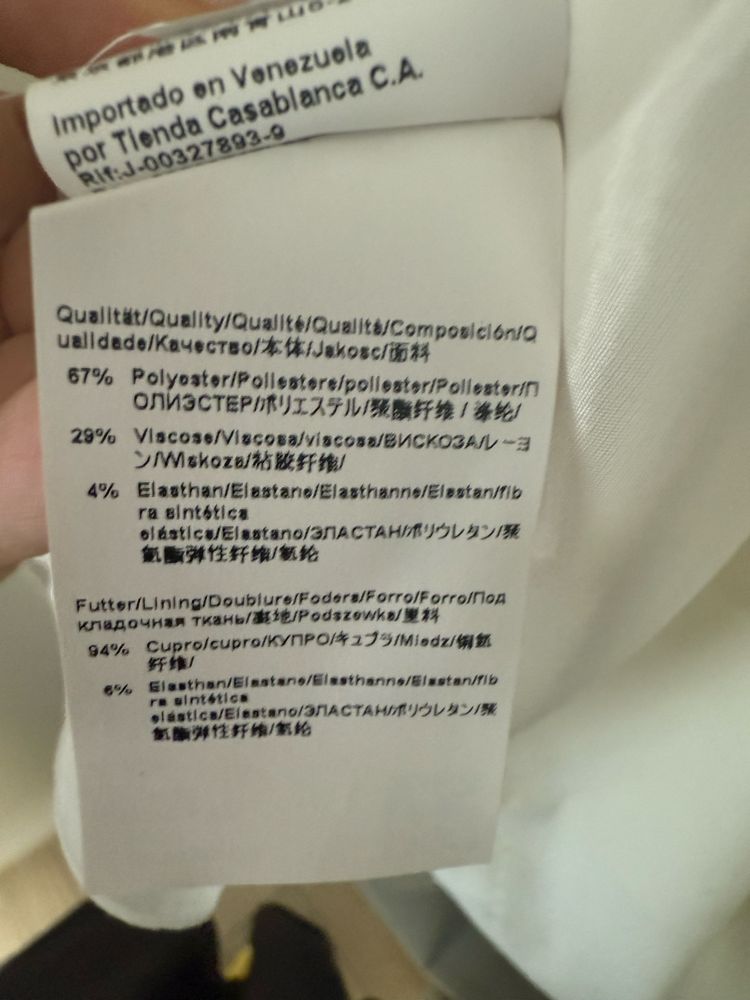 Importado en Venezuela
por Tienda Casablanca C.A.
Rif:J-00327893-9
Qualität/Quality/Qualité/Qualità/Composición/Q
ualidade/Качество/本体/Jakosc/面料
67% Polyester/Poliestere/poliester/Poliester/П
ОЛИЭСТЕР/ポリエステル/聚酯纤维 / 涤纶/
29% Viscose/Viscosa/viscosa/ВИСКОЗА/レーヨ
ン/Wiskoza/粘胶纤维/
4% Elasthan/Elastane/Elasthanne/Elastan/fib
ra sintética
elástica/Elastano/ЭЛАСТАН/ポリウレタン/聚
氨酯弹性纤维/氨纶
Futter/Lining/Doublure/Fodera/Forro/Forro/Под
кладочная ткань/裏地/Podszewka/里料
94% Cupro/cupro/КУПРО/キュプラ/Miedz/铜氨
纤维/
6% Elasthan/Elastane/Elasthanne/Elastan/fib
ra sintética
elástica/Elastano/ЭЛАСТАН/ポリウレタン/聚
氨酯弹性纤维/氨纶